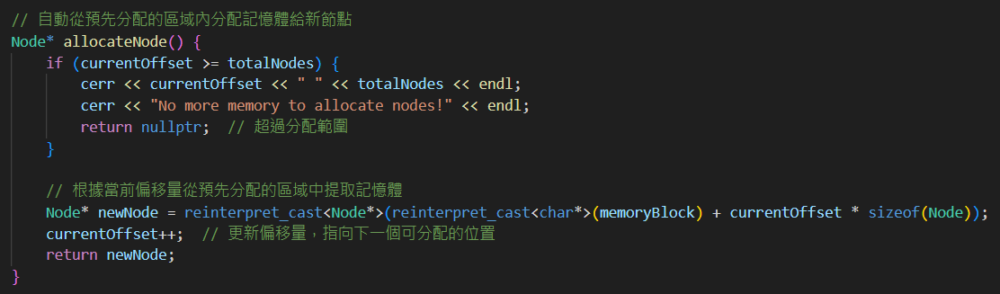 // 自動從預先分配的區域內分配記憶體給新節點
Node* allocateNode() {
    if (currentOffset >= totalNodes) {
        cerr << currentOffset << " " << totalNodes << endl;
        cerr << "No more memory to allocate nodes!" << endl;
        return nullptr;  // 超過分配範圍
    }

    // 根據當前偏移量從預先分配的區域中提取記憶體
    Node* newNode = reinterpret_cast<Node*>(reinterpret_cast<char*>(memoryBlock) + currentOffset * sizeof(Node));
    currentOffset++;  // 更新偏移量，指向下一個可分配的位置
    return newNode;
}